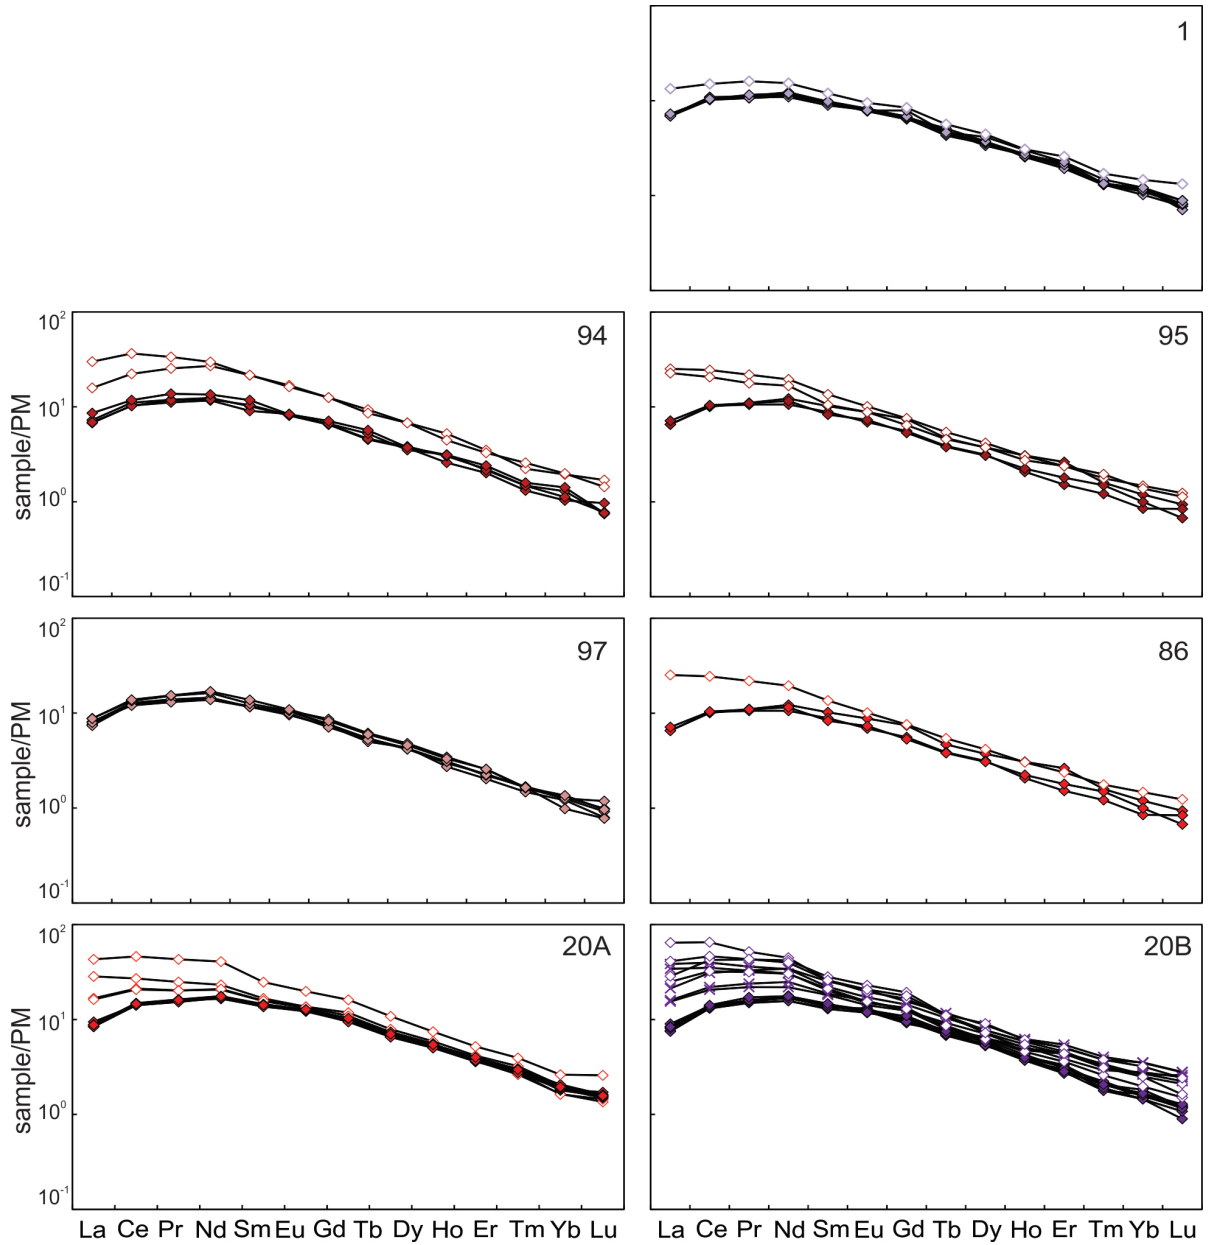 1
10²
94
95
10¹
sample/PM
10⁰
10⁻¹
10²
97
86
10¹
sample/PM
10⁰
10⁻¹
10²
20A
20B
10¹
sample/PM
10⁰
10⁻¹
La Ce Pr Nd Sm Eu Gd Tb Dy Ho Er Tm Yb Lu La Ce Pr Nd Sm Eu Gd Tb Dy Ho Er Tm Yb Lu